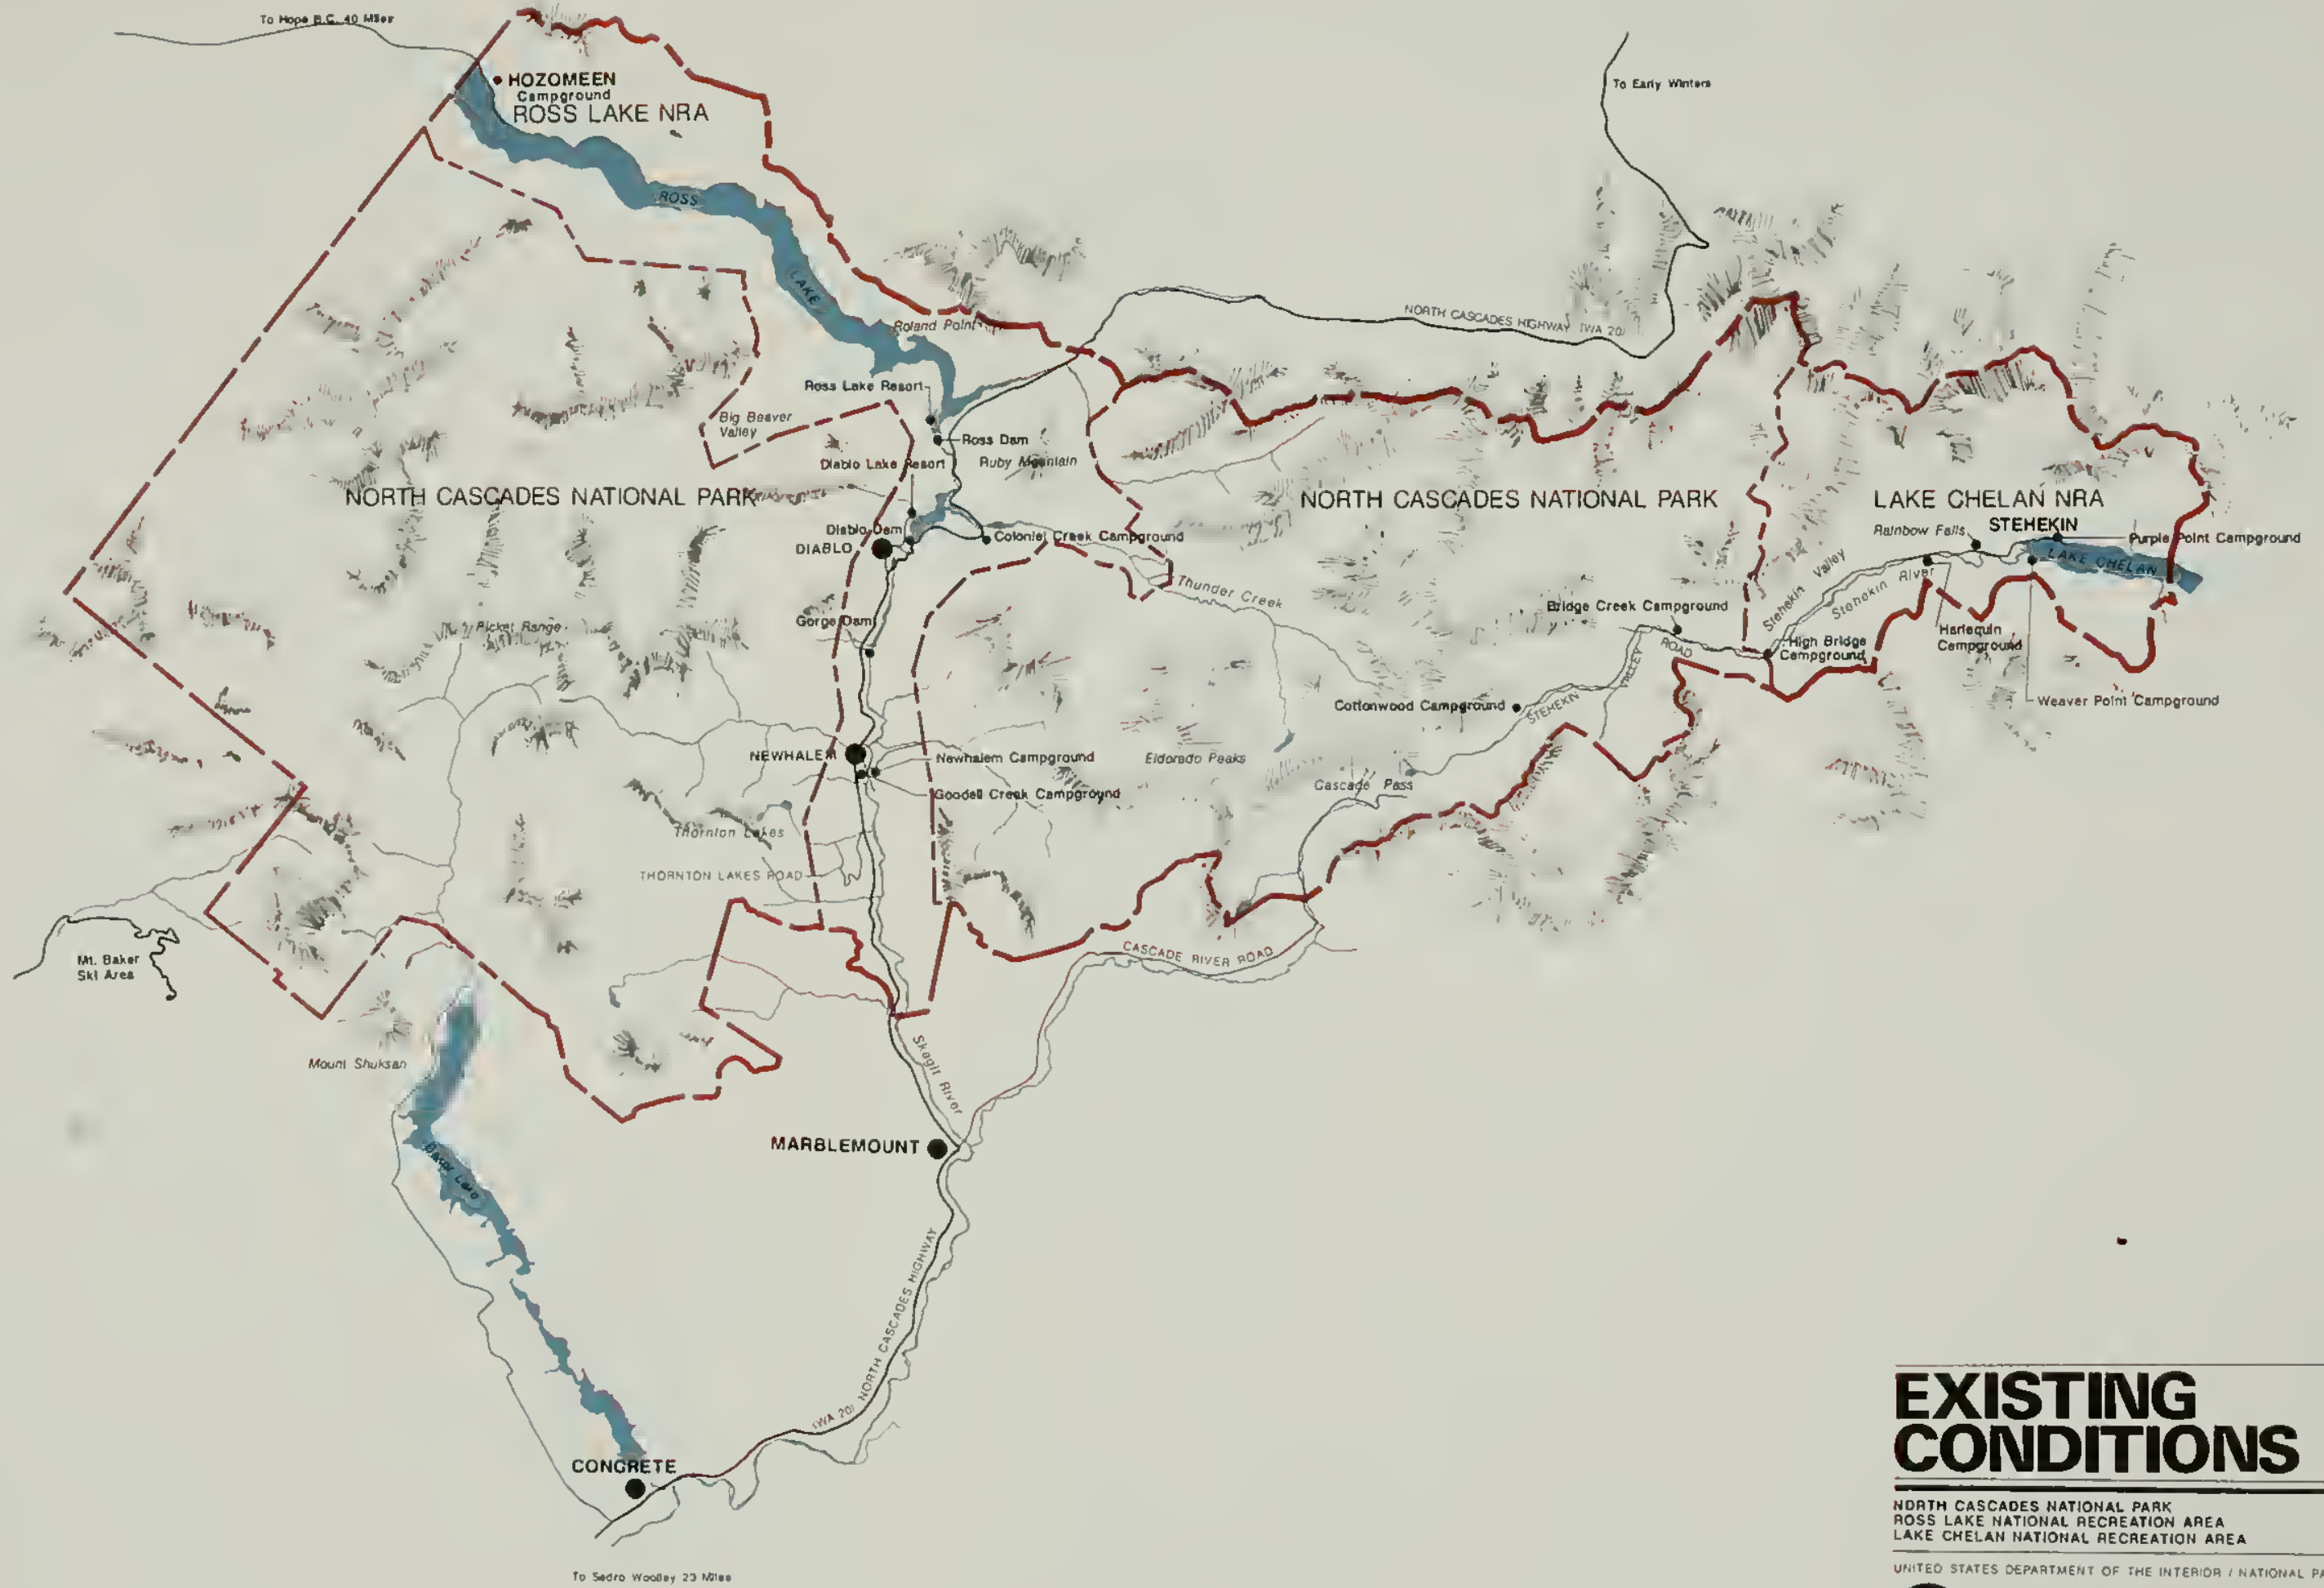 To Hope B.C. 40 Miles
HOZOMEEN
Campground
ROSS LAKE NRA
To Early Winters
ROSS
LAKE
Roland Point
NORTH CASCADES HIGHWAY (WA 20)
Ross Lake Resort
Big Beaver
Valley
Ross Dam
Diablo Lake Resort
Ruby Mountain
NORTH CASCADES NATIONAL PARK
NORTH CASCADES NATIONAL PARK
LAKE CHELAN NRA
Rainbow Falls
STEHEKIN
Diablo Dam
DIABLO
Colonial Creek Campground
Purple Point Campground
LAKE CHELAN
Thunder Creek
Stehekin Valley
Stehekin River
Bridge Creek Campground
Gorge Dam
Picket Range
High Bridge
Campground
Harlequin
Campground
Cottonwood Campground
STEHEKIN VALLEY ROAD
Weaver Point Campground
NEWHALEM
Newhalem Campground
Eldorado Peaks
Cascade Pass
Goodell Creek Campground
Thornton Lakes
THORNTON LAKES ROAD
Mt. Baker
Ski Area
CASCADE RIVER ROAD
Mount Shuksan
Skagit River
MARBLEMOUNT
Baker Lake
(WA 20) NORTH CASCADES HIGHWAY
CONCRETE
To Sedro Woolley 23 Miles
EXISTING
CONDITIONS
NORTH CASCADES NATIONAL PARK
ROSS LAKE NATIONAL RECREATION AREA
LAKE CHELAN NATIONAL RECREATION AREA
UNITED STATES DEPARTMENT OF THE INTERIOR / NATIONAL PA